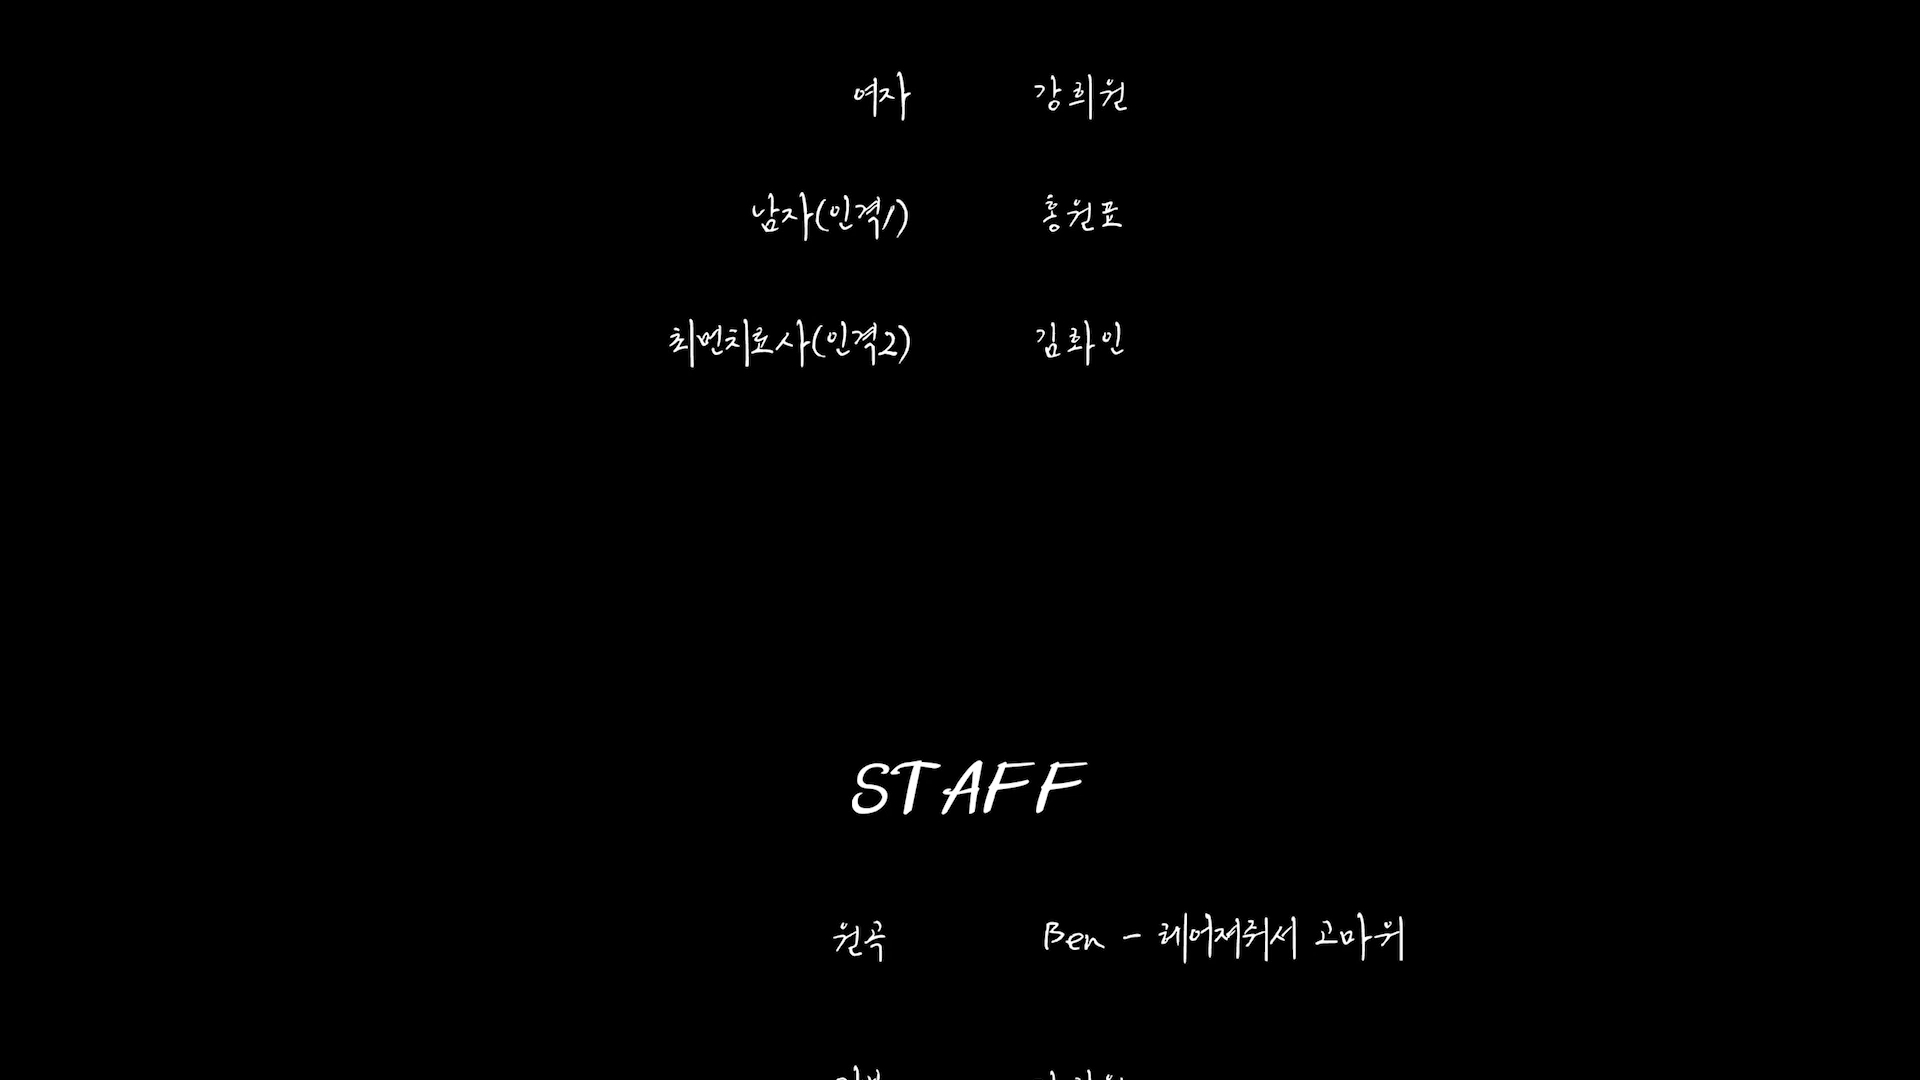 여자 강희원
남자(인격1) 홍원표
최면치료사(인격2) 김화인
STAFF
원곡 Ben - 헤어져줘서 고마워